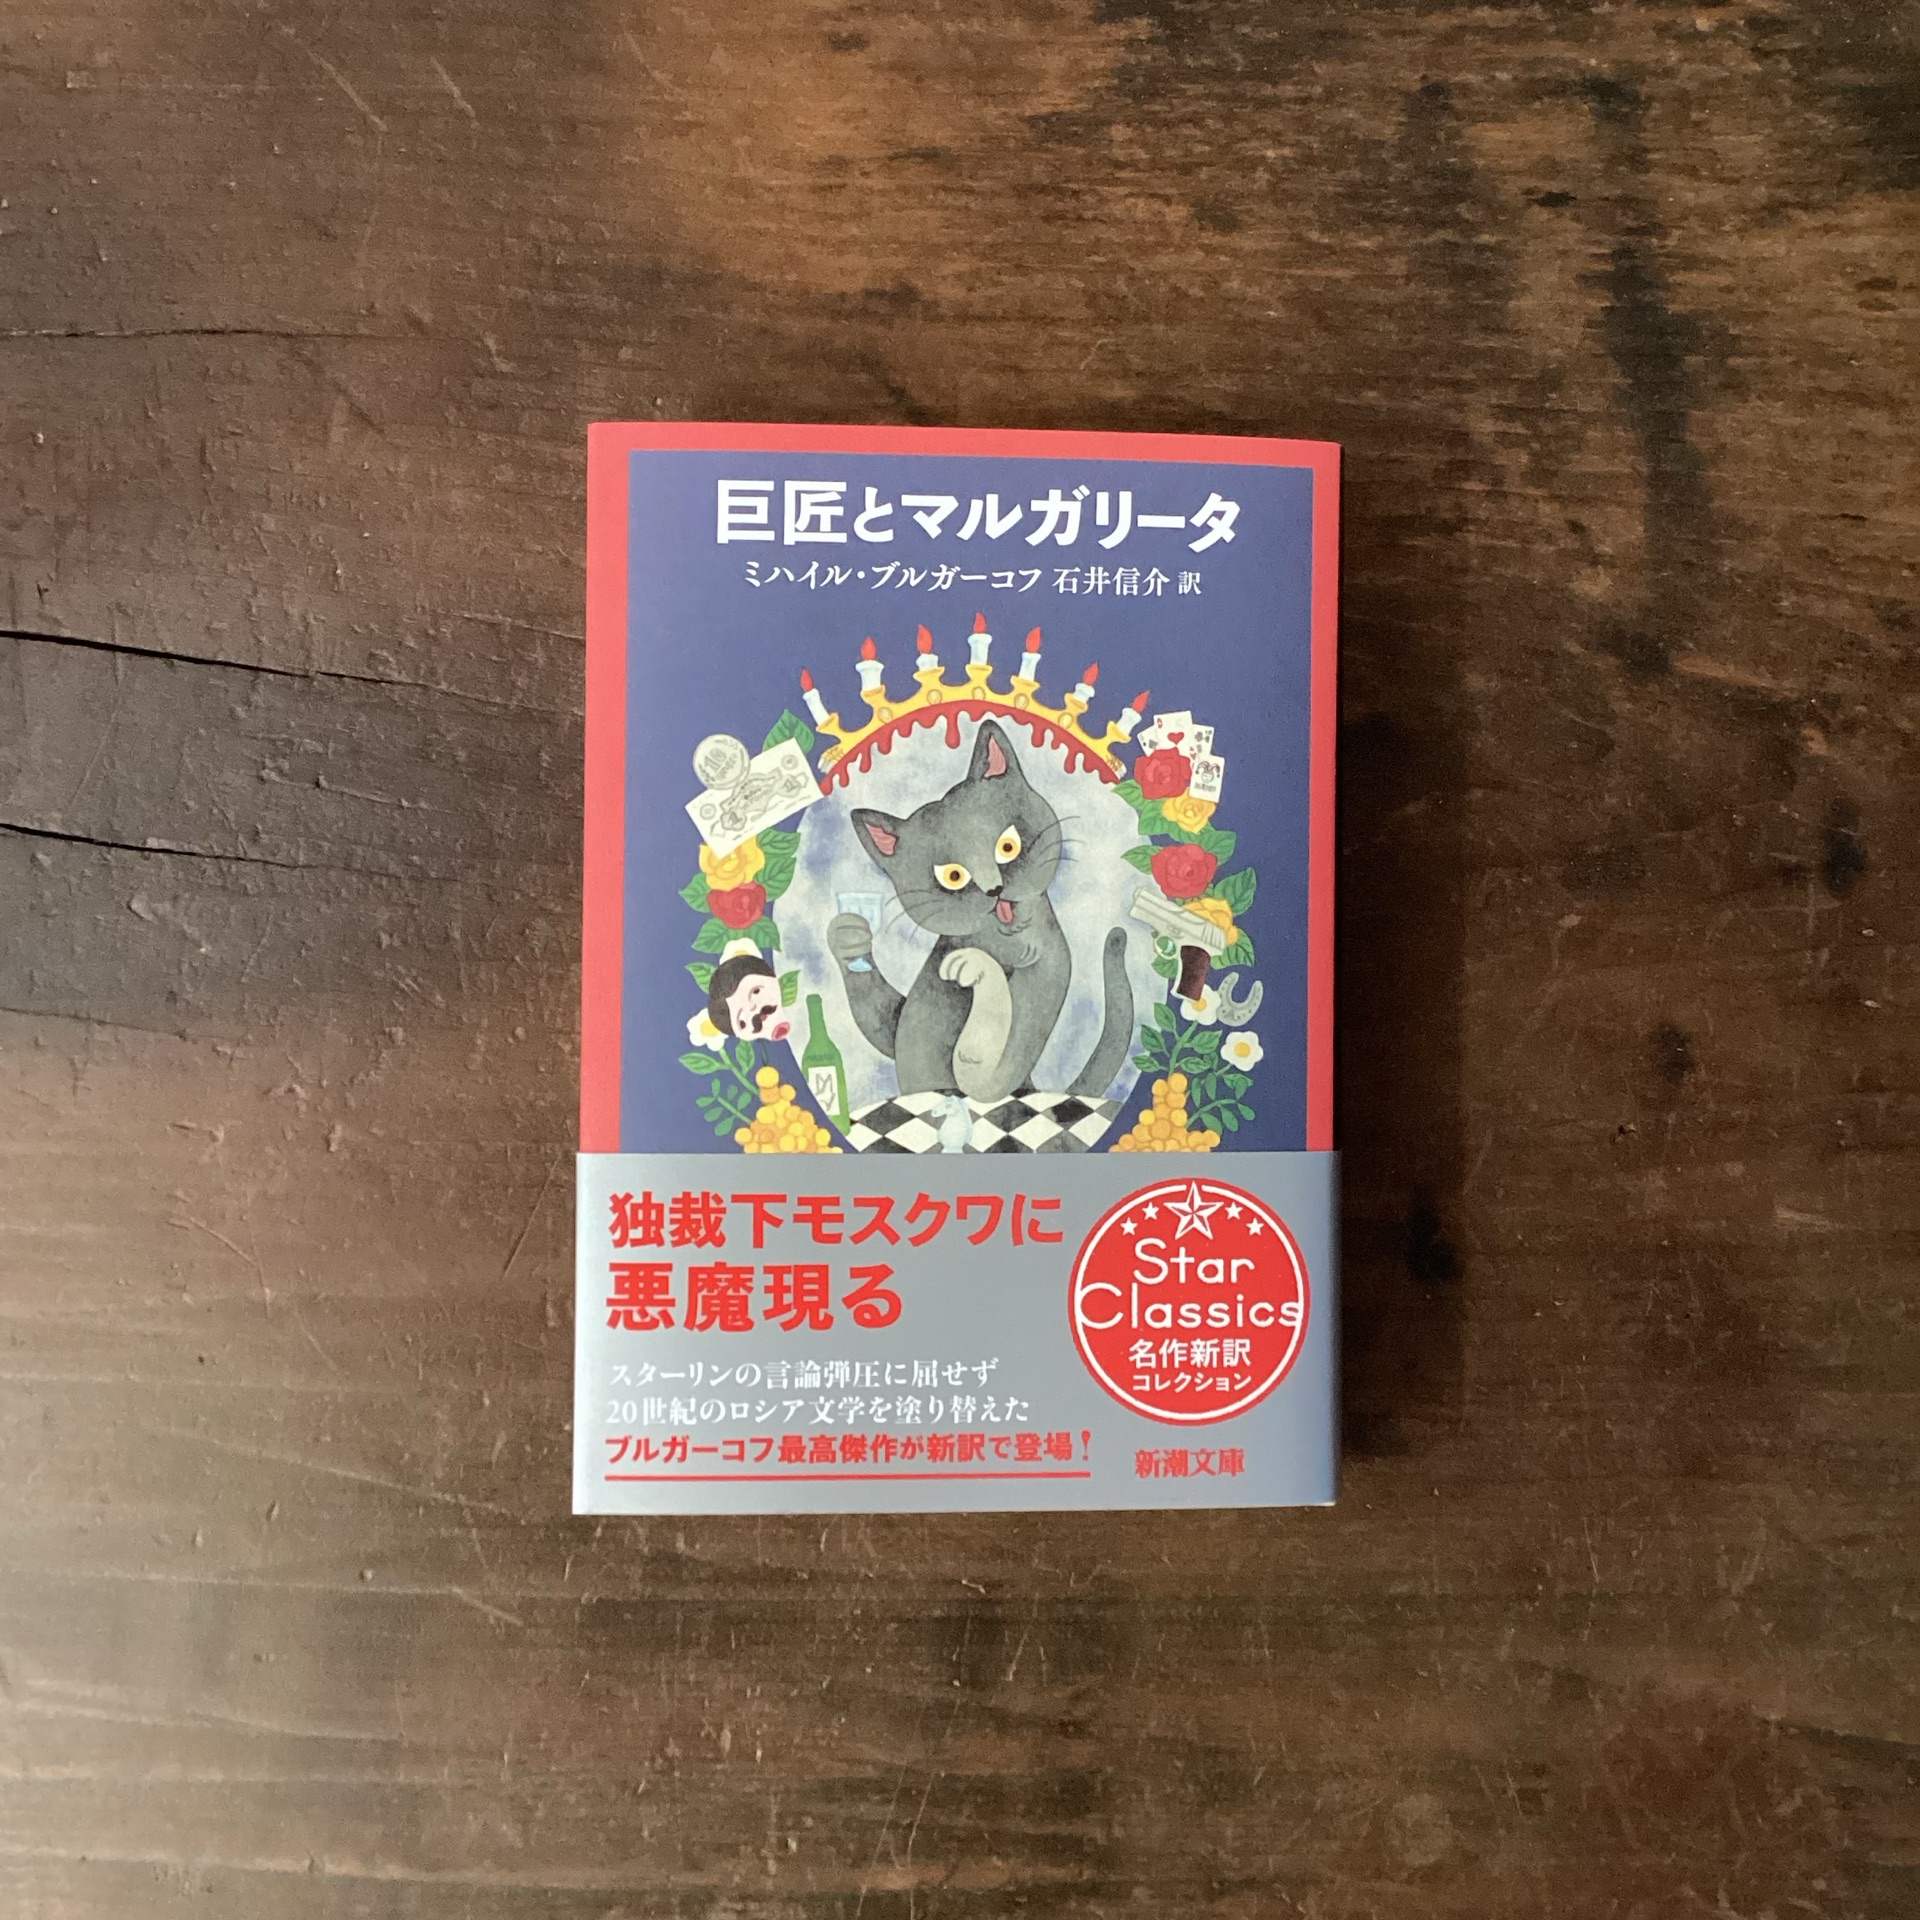 巨匠とマルガリータ
ミハイル・ブルガーコフ 石井信介 訳
独裁下モスクワに
悪魔現る
スターリンの言論弾圧に屈せず
20世紀のロシア文学を塗り替えた
ブルガーコフ最高傑作が新訳で登場!
Star
Classics
名作新訳
コレクション
新潮文庫